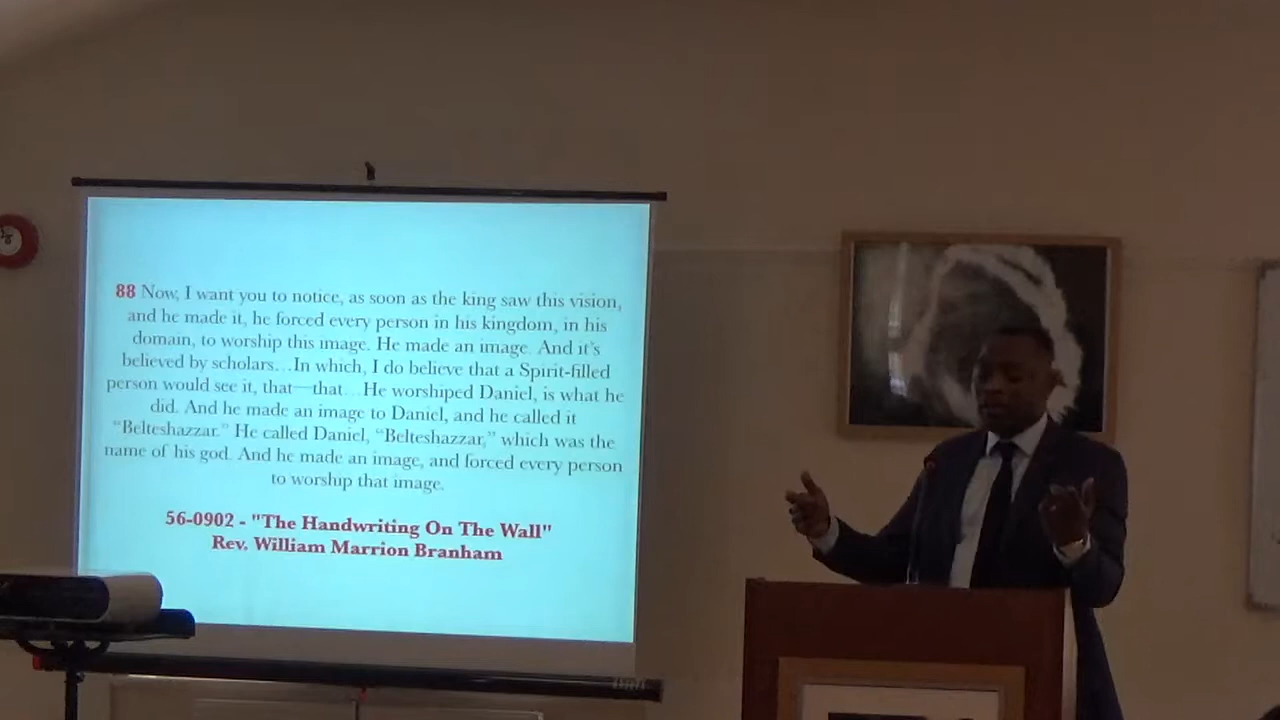 88 Now, I want you to notice, as soon as the king saw this vision,
and he made it, he forced every person in his kingdom, in his
domain, to worship this image. He made an image. And it's
believed by scholars…In which, I do believe that a Spirit-filled
person would see it, that—that…He worshiped Daniel, is what he
did. And he made an image to Daniel, and he called it
“Belteshazzar.” He called Daniel, “Belteshazzar,” which was the
name of his god. And he made an image, and forced every person
to worship that image.
56-0902 - "The Handwriting On The Wall"
Rev. William Marrion Branham